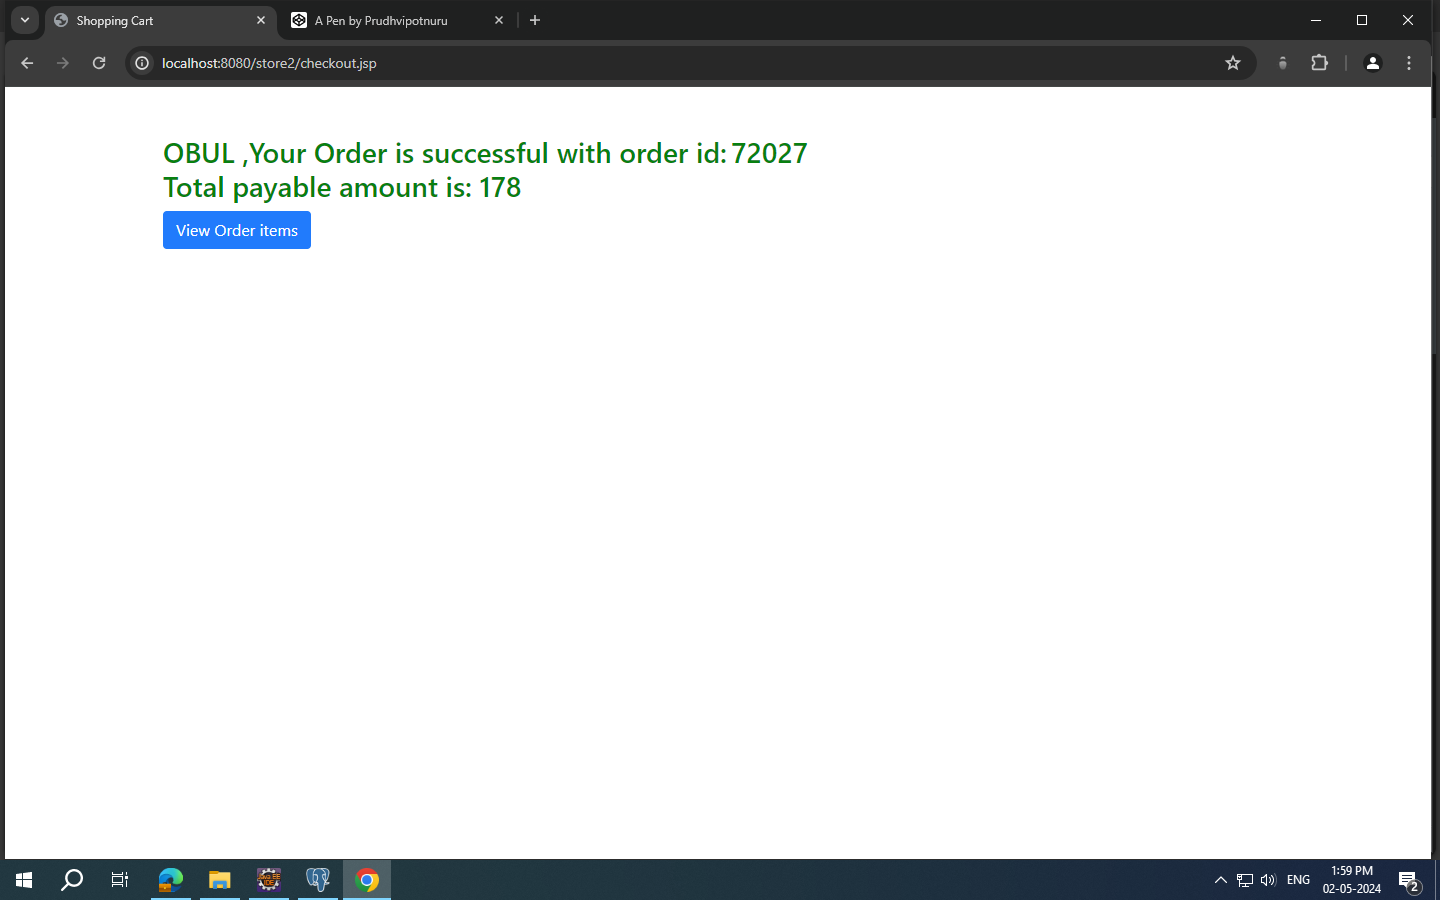 Shopping Cart
A Pen by Prudhvipotnuru
localhost:8080/store2/checkout.jsp
OBUL ,Your Order is successful with order id: 72027
Total payable amount is: 178
View Order items
ENG
1:59 PM
02-05-2024
2